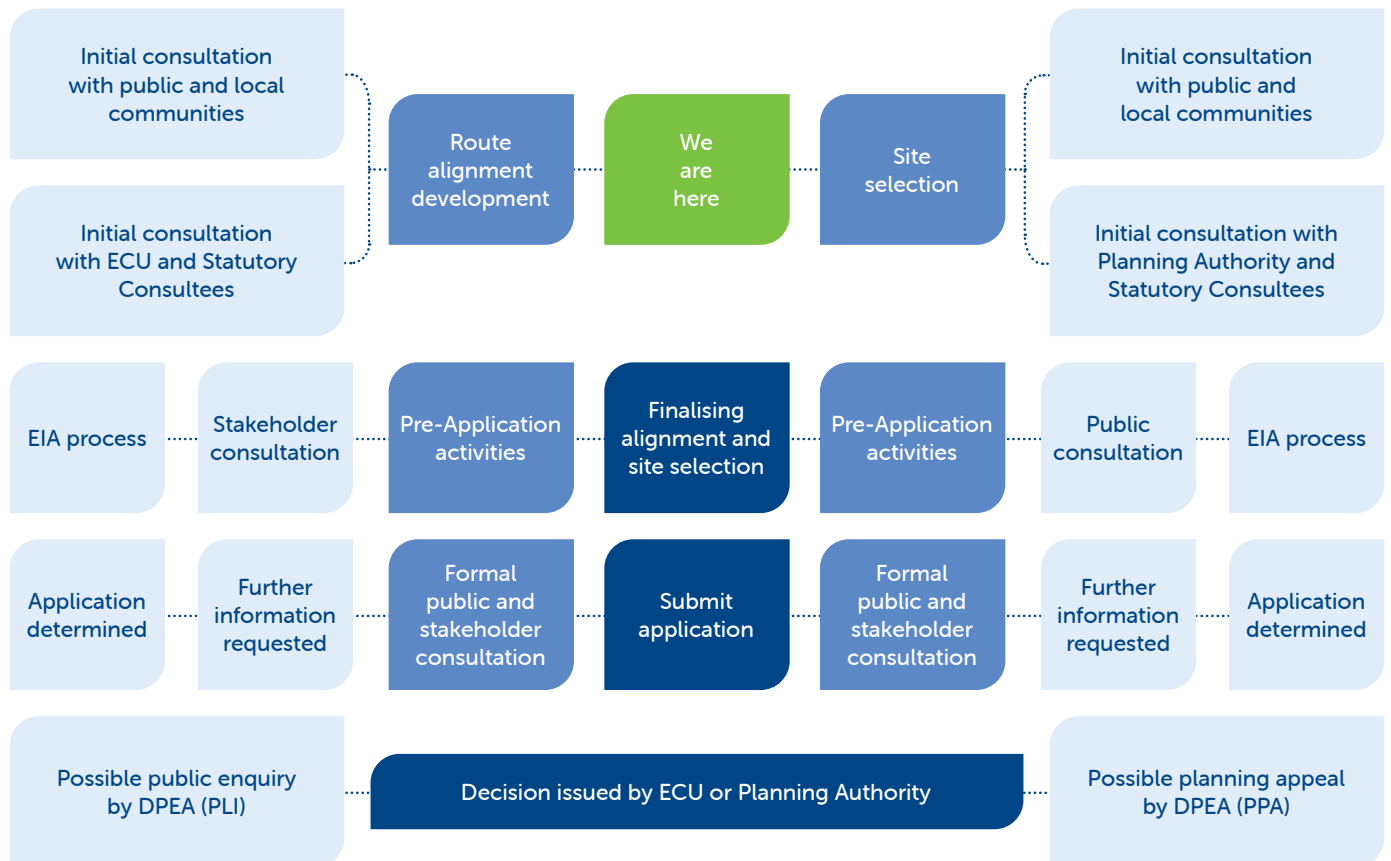 Initial consultation
with public and local
communities
Initial consultation
with ECU and Statutory
Consultees
Route
alignment
development
We
are
here
Site
selection
Initial consultation
with public and
local communities
Initial consultation with
Planning Authority and
Statutory Consultees
EIA process
Stakeholder
consultation
Pre-Application
activities
Finalising
alignment and
site selection
Pre-Application
activities
Public
consultation
EIA process
Application
determined
Further
information
requested
Formal
public and
stakeholder
consultation
Submit
application
Formal
public and
stakeholder
consultation
Further
information
requested
Application
determined
Possible public enquiry
by DPEA (PLI)
Decision issued by ECU or Planning Authority
Possible planning appeal
by DPEA (PPA)